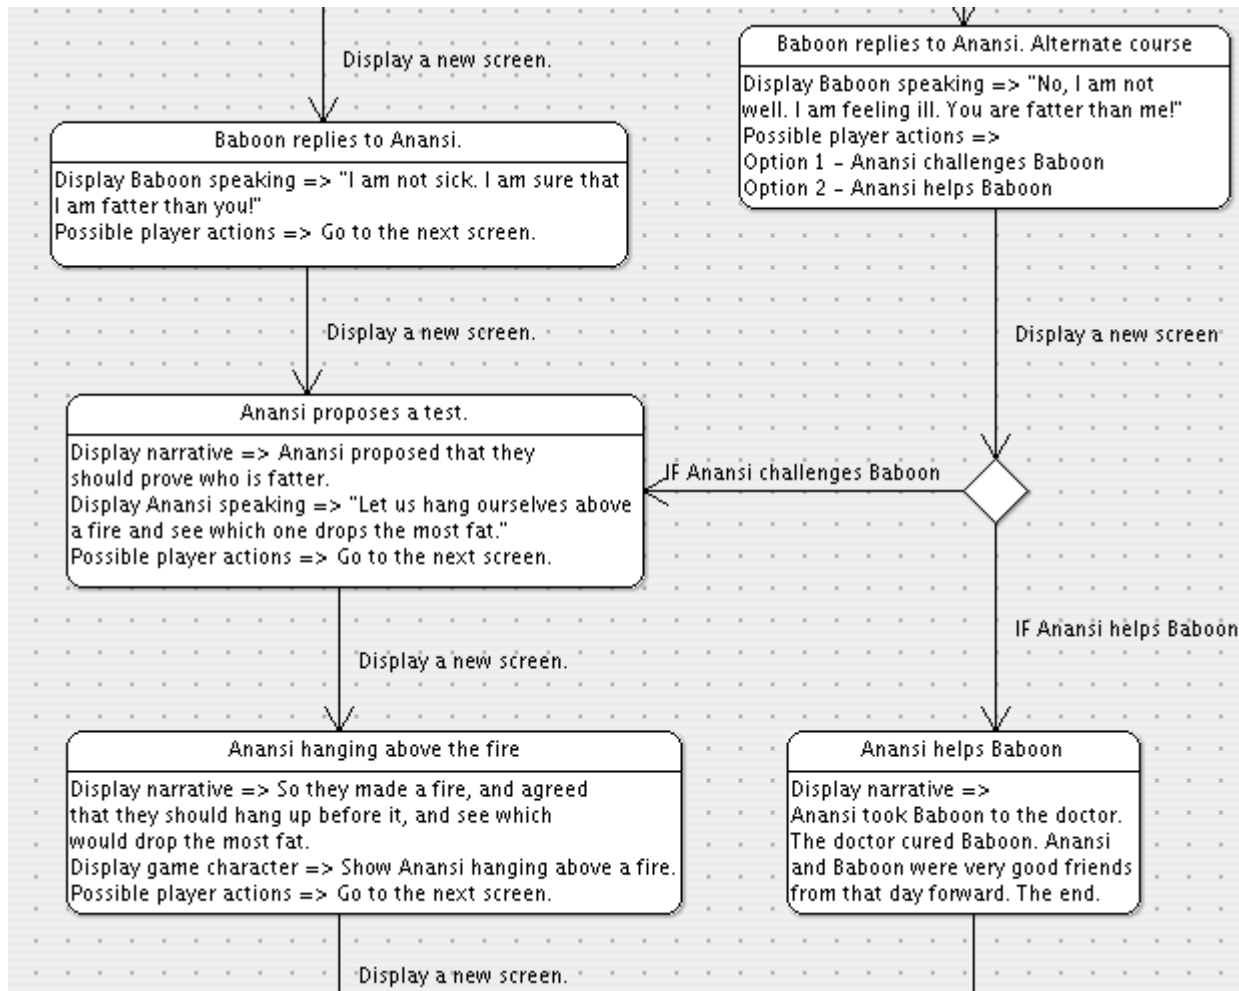 Display a new screen.
Baboon replies to Anansi.
Display Baboon speaking => "I am not sick. I am sure that
I am fatter than you!"
Possible player actions => Go to the next screen.
Display a new screen.
Baboon replies to Anansi. Alternate course
Display Baboon speaking => "No, I am not
well. I am feeling ill. You are fatter than me!"
Possible player actions =>
Option 1 - Anansi challenges Baboon
Option 2 - Anansi helps Baboon
Display a new screen
Anansi proposes a test.
Display narrative => Anansi proposed that they
should prove who is fatter.
Display Anansi speaking => "Let us hang ourselves above
a fire and see which one drops the most fat."
Possible player actions => Go to the next screen.
IF Anansi challenges Baboon
IF Anansi helps Baboon
Display a new screen.
Anansi hanging above the fire
Display narrative => So they made a fire, and agreed
that they should hang up before it, and see which
would drop the most fat.
Display game character => Show Anansi hanging above a fire.
Possible player actions => Go to the next screen.
Anansi helps Baboon
Display narrative =>
Anansi took Baboon to the doctor.
The doctor cured Baboon. Anansi
and Baboon were very good friends
from that day forward. The end.
Display a new screen.